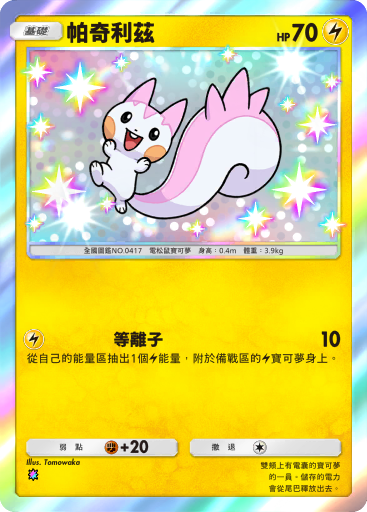 基礎 帕奇利茲 HP 70
全國圖鑑NO.0417 電松鼠寶可夢 身高:0.4m 體重:3.9kg
等離子 10
從自己的能量區抽出1個能量,附於備戰區的寶可夢身上。
弱點 +20 撤退
Illus. Tomowaka
雙頰上有電囊的寶可夢
的一員。儲存的電力
會從尾巴釋放出去。